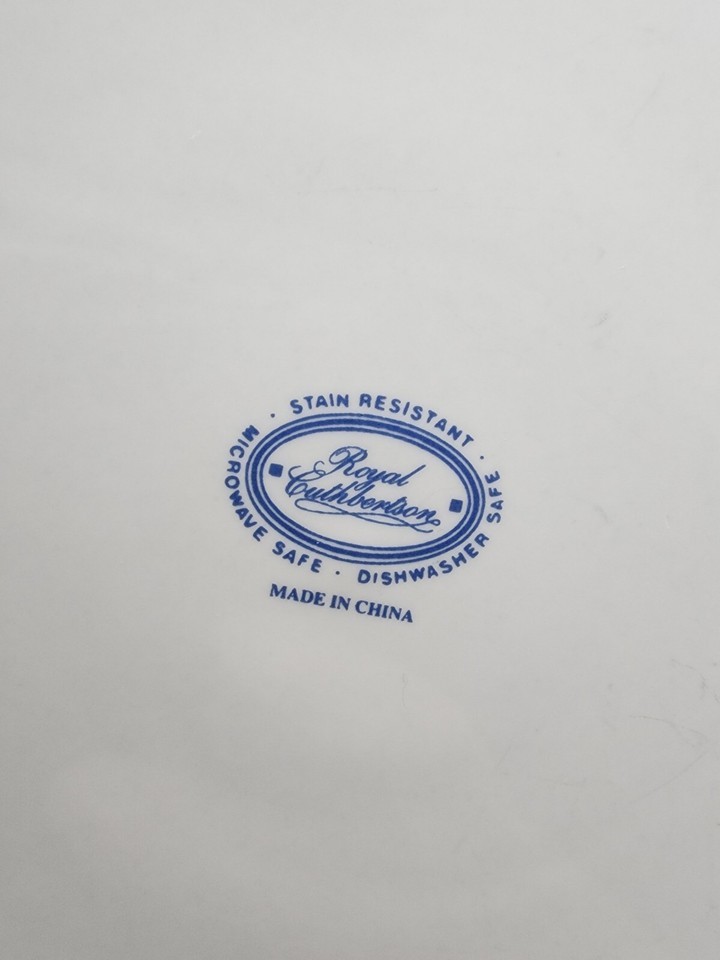 · STAIN RESISTANT ·
Royal
Cuthbertson
MICROWAVE SAFE · DISHWASHER SAFE
MADE IN CHINA